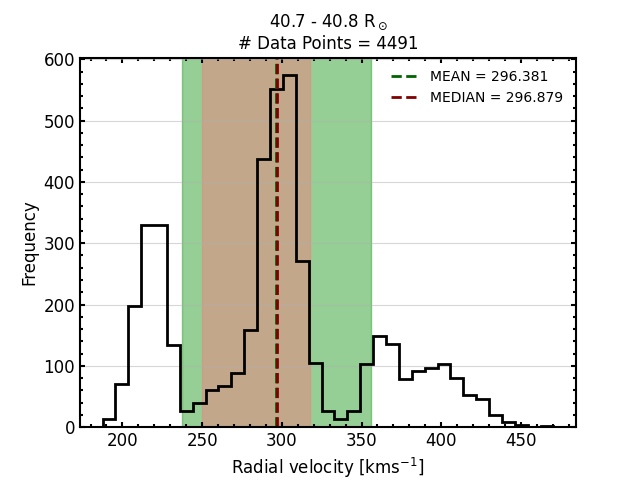 40.7 - 40.8 R⊙
# Data Points = 4491
600
500
400
300
200
100
0
Frequency
MEAN = 296.381
MEDIAN = 296.879
200 250 300 350 400 450
Radial velocity [kms⁻¹]